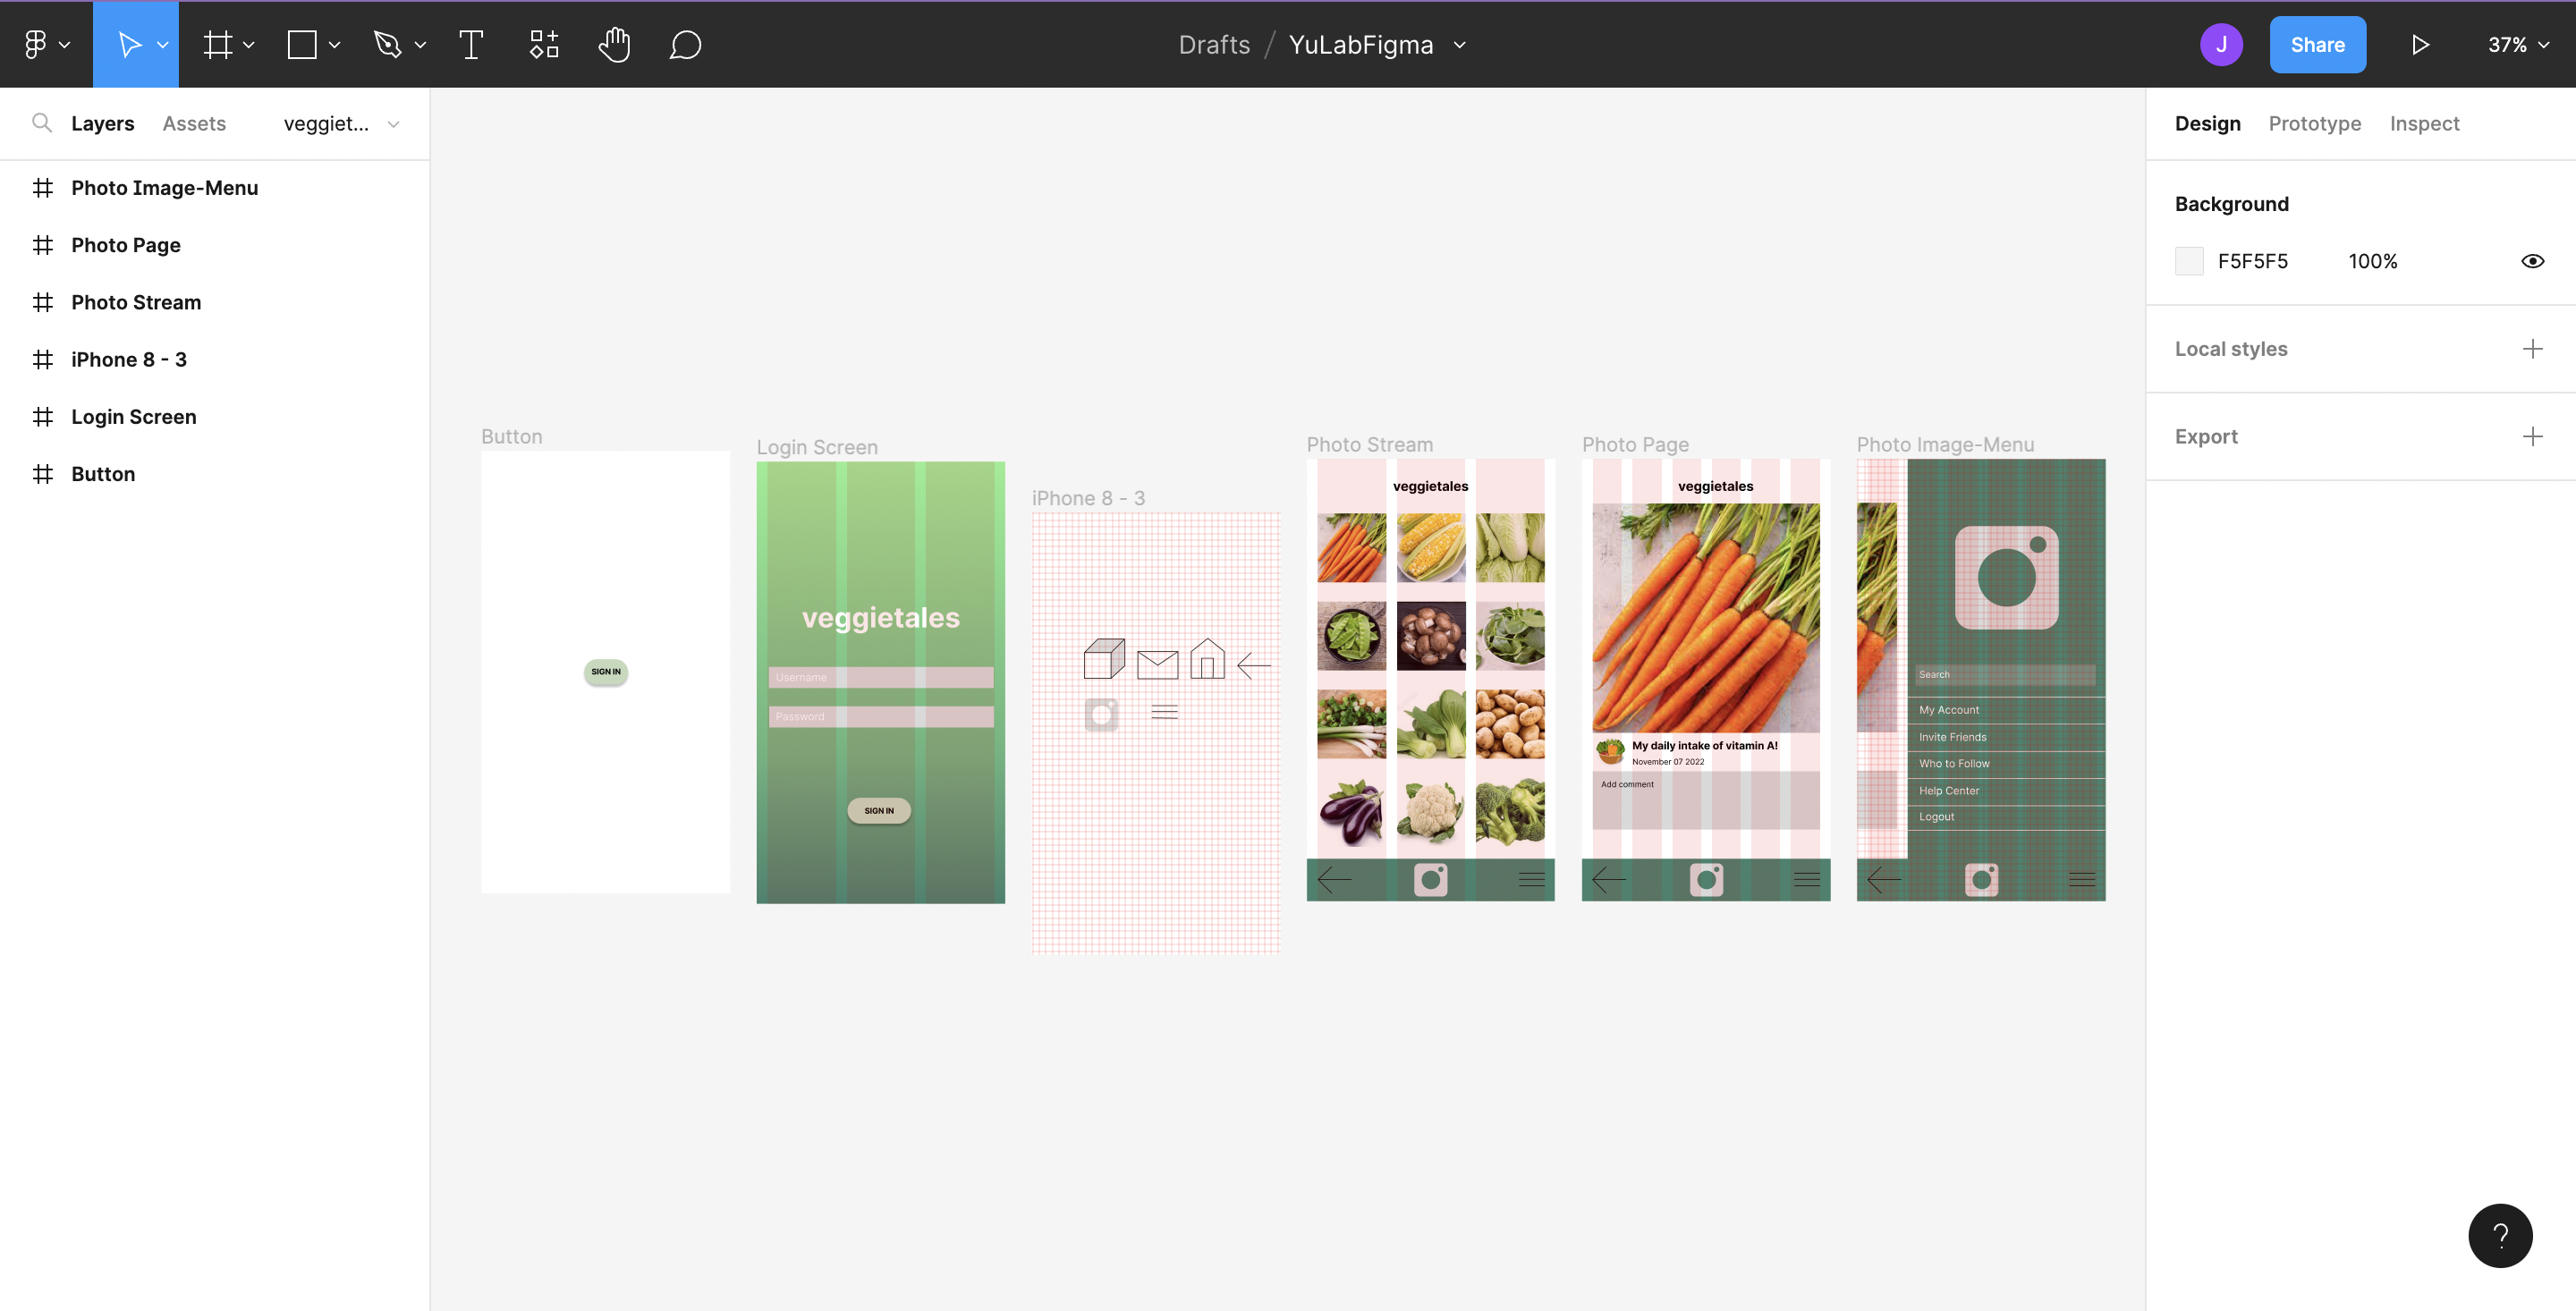 Drafts / YuLabFigma
J
Share
37%
Layers
Assets
veggiet...
Photo Image-Menu
Photo Page
Photo Stream
iPhone 8 - 3
Login Screen
Button
Button
SIGN IN
Login Screen
veggietales
Username
Password
SIGN IN
iPhone 8 - 3
Photo Stream
veggietales
Photo Page
veggietales
My daily intake of vitamin A!
November 07 2022
Add comment
Photo Image-Menu
Search
My Account
Invite Friends
Who to Follow
Help Center
Logout
Design
Prototype
Inspect
Background
F5F5F5
100%
Local styles
Export
?